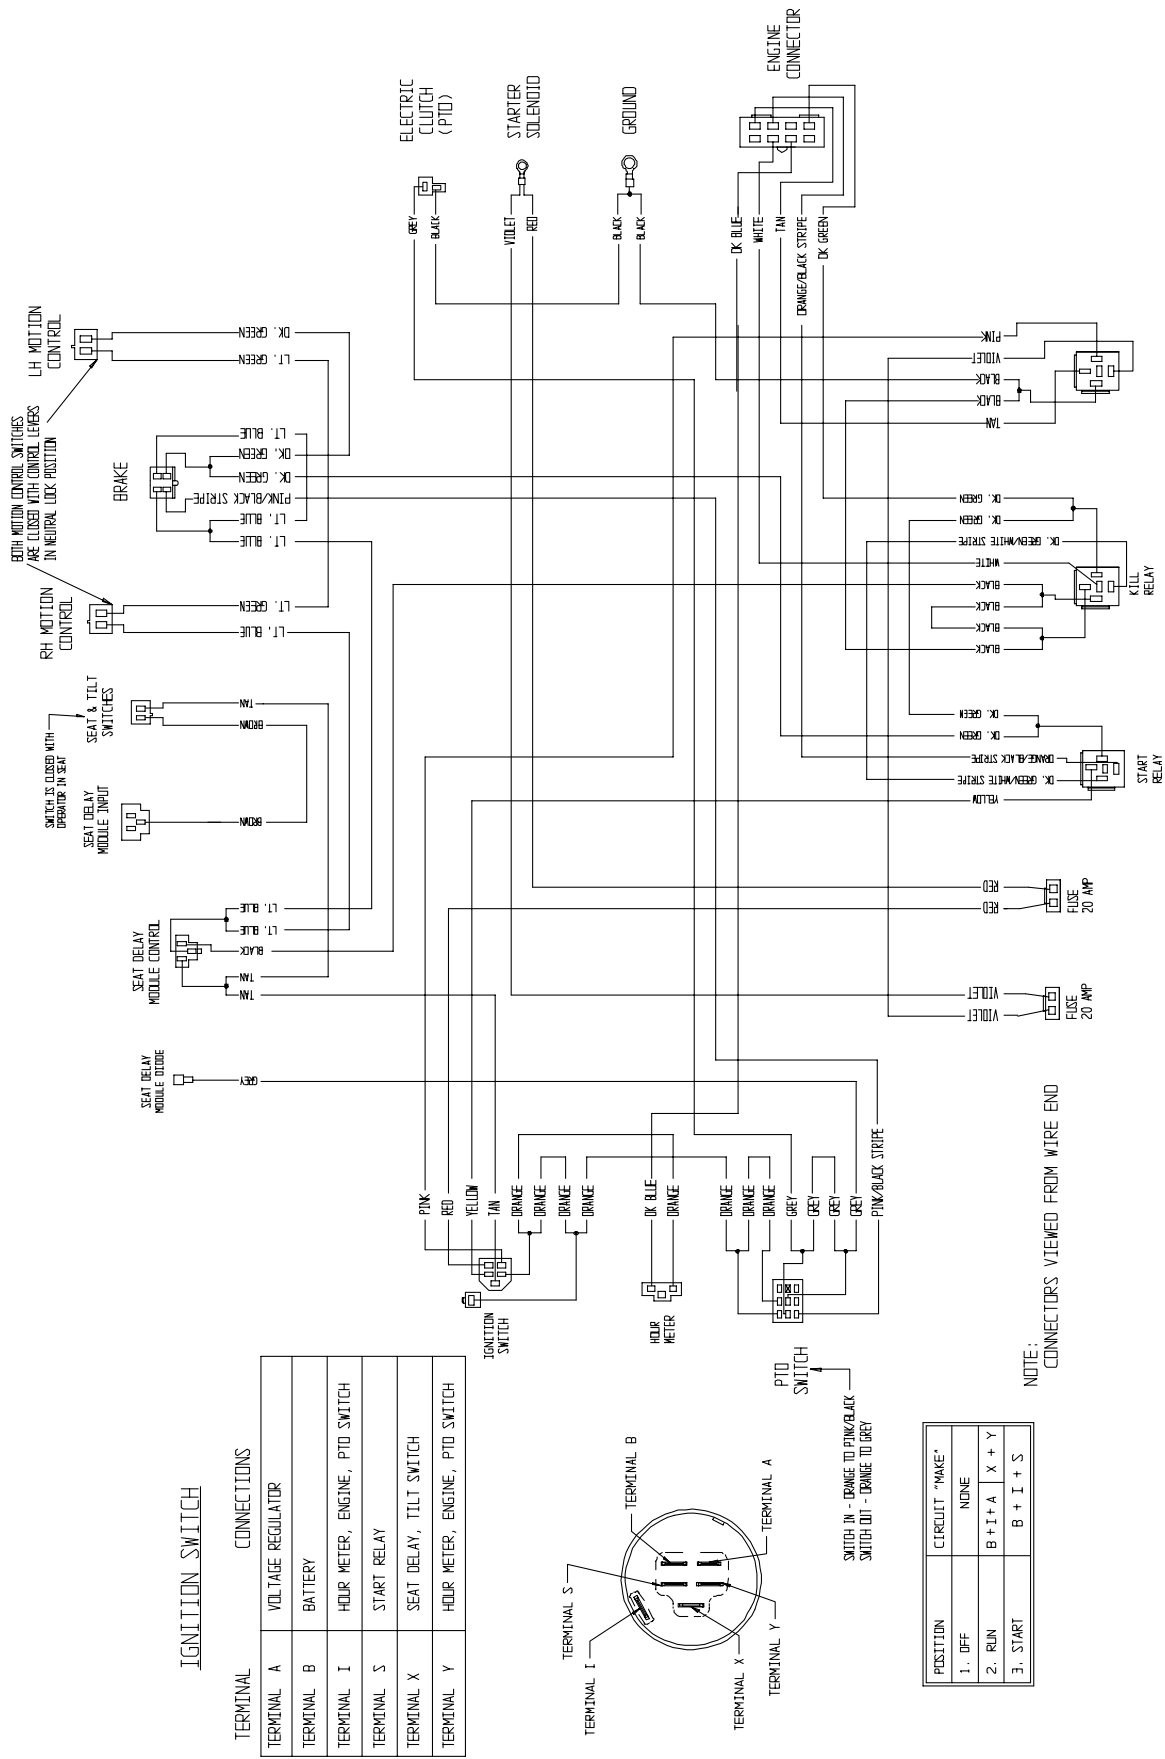 IGNITION SWITCH
TERMINAL CONNECTIONS
TERMINAL A VOLTAGE REGULATOR
TERMINAL B BATTERY
TERMINAL I HOUR METER, ENGINE, PTO SWITCH
TERMINAL S START RELAY
TERMINAL X SEAT DELAY, TILT SWITCH
TERMINAL Y HOUR METER, ENGINE, PTO SWITCH
TERMINAL I
TERMINAL S
TERMINAL B
TERMINAL X
TERMINAL Y
TERMINAL A
POSITION CIRCUIT "MAKE"
1. OFF NONE
2. RUN B+I+A X + Y
3. START B + I + S
NOTE:
CONNECTORS VIEWED FROM WIRE END
SEAT DELAY
MODULE DIODE
GREY
SEAT DELAY
MODULE CONTROL
LT. BLUE
LT. BLUE
BLACK
TAN
TAN
SEAT DELAY
MODULE INPUT
BROWN
SWITCH IS CLOSED WITH
OPERATOR IN SEAT
SEAT & TILT
SWITCHES
TAN
BROWN
RH MOTION
CONTROL
LT. GREEN
LT. BLUE
BOTH MOTION CONTROL SWITCHES
ARE CLOSED WITH CONTROL LEVERS
IN NEUTRAL LOCK POSITION
BRAKE
LT. BLUE
DK. GREEN
DK. GREEN
PINK/BLACK STRIPE
LT. BLUE
LT. BLUE
LH MOTION
CONTROL
DK. GREEN
LT. GREEN
ELECTRIC
CLUTCH
(PTO)
GREY
BLACK
STARTER
SOLENOID
VIOLET
RED
GROUND
BLACK
BLACK
ENGINE
CONNECTOR
DK BLUE
WHITE
TAN
ORANGE/BLACK STRIPE
DK GREEN
IGNITION
SWITCH
PINK
RED
YELLOW
TAN
ORANGE
ORANGE
ORANGE
ORANGE
HOUR
METER
DK BLUE
ORANGE
PTO
SWITCH
SWITCH IN - ORANGE TO PINK/BLACK
SWITCH OUT - ORANGE TO GREY
ORANGE
ORANGE
ORANGE
GREY
GREY
GREY
GREY
PINK/BLACK STRIPE
VIOLET
VIOLET
FUSE
20 AMP
RED
RED
FUSE
20 AMP
DK. GREEN
DK. GREEN
ORANGE/BLACK STRIPE
DK. GREEN/WHITE STRIPE
YELLOW
START
RELAY
DK. GREEN
DK. GREEN
DK. GREEN/WHITE STRIPE
WHITE
BLACK
BLACK
BLACK
BLACK
KILL
RELAY
PINK
VIOLET
BLACK
BLACK
TAN